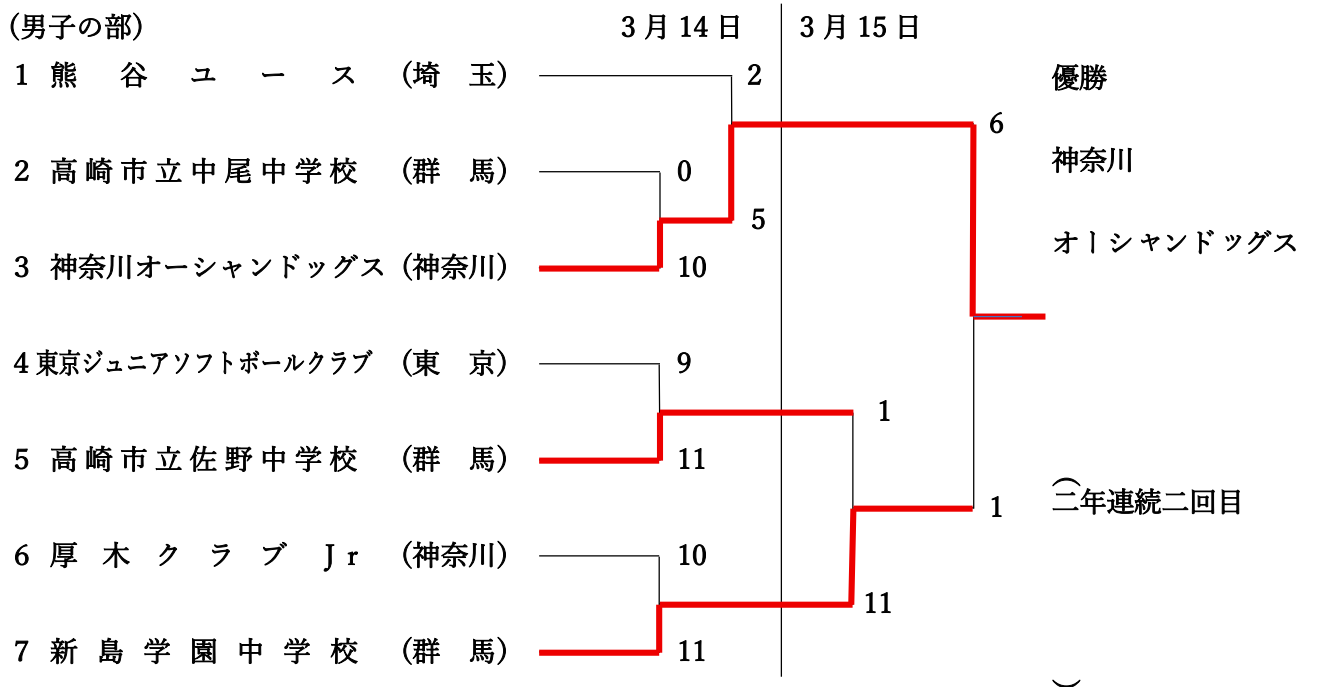 (男子の部) 3月14日 3月15日
1 熊谷ユース (埼玉) 2 優勝
6
神奈川
2 高崎市立中尾中学校 (群馬) 0
5
オーシャンドッグス
3 神奈川オーシャンドッグス (神奈川) 10
4 東京ジュニアソフトボールクラブ (東京) 9
1
5 高崎市立佐野中学校 (群馬) 11
1 (二年連続二回目)
6 厚木クラブJr (神奈川) 10
11
7 新島学園中学校 (群馬) 11